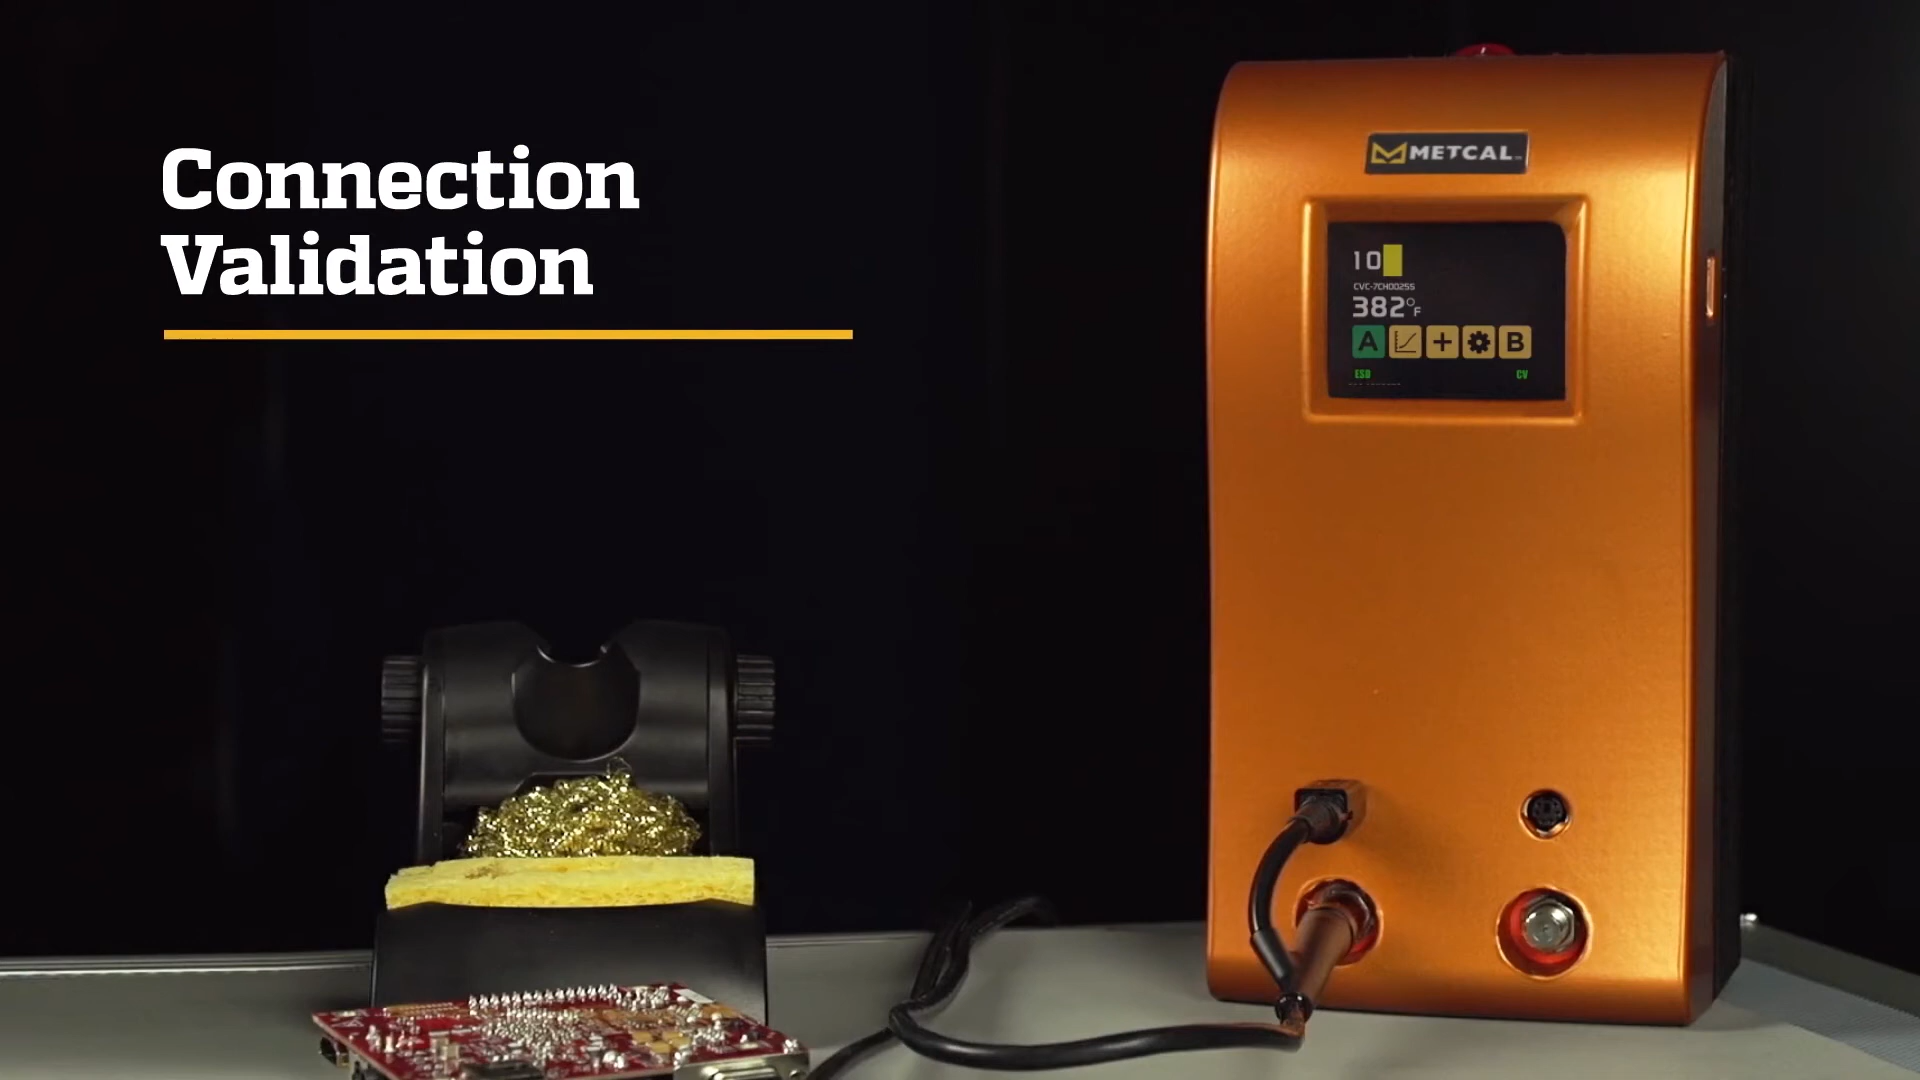 Connection
Validation
METCAL
10
CVC-7CH0025S
382°F
A + B
ESD CV